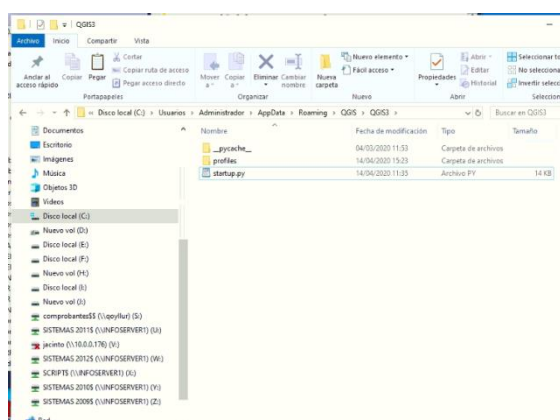 QGIS3
Archivo Inicio Compartir Vista
Anclar al acceso rápido
Copiar
Pegar
Cortar
Copiar ruta de acceso
Pegar acceso directo
Portapapeles
Mover a
Copiar a
Eliminar
Cambiar nombre
Organizar
Nueva carpeta
Nuevo elemento
Fácil acceso
Nuevo
Propiedades
Abrir
Editar
Historial
Abrir
Seleccionar to
No selecciona
Invertir selecc
Seleccion
« Disco local (C:) > Usuarios > Administrador > AppData > Roaming > QGIS > QGIS3 >
Buscar en QGIS3
Nombre Fecha de modificación Tipo Tamaño
__pycache__ 04/03/2020 11:53 Carpeta de archivos
profiles 14/04/2020 15:23 Carpeta de archivos
startup.py 14/04/2020 11:35 Archivo PY 14 KB
Documentos
Escritorio
Imágenes
Música
Objetos 3D
Videos
Disco local (C:)
Nuevo vol (D:)
Disco local (E:)
Disco local (F:)
Nuevo vol (H:)
Disco local (I:)
Nuevo vol (J:)
comprobantes$$ (\\qoyllur) (S:)
SISTEMAS 2011$ (\\INFOSERVER1) (U:)
jacinto (\\10.0.0.176) (V:)
SISTEMAS 2012$ (\\INFOSERVER1) (W:)
SCRIPTS (\\INFOSERVER1) (X:)
SISTEMAS 2010$ (\\INFOSERVER1) (Y:)
SISTEMAS 2009$ (\\INFOSERVER1) (Z:)